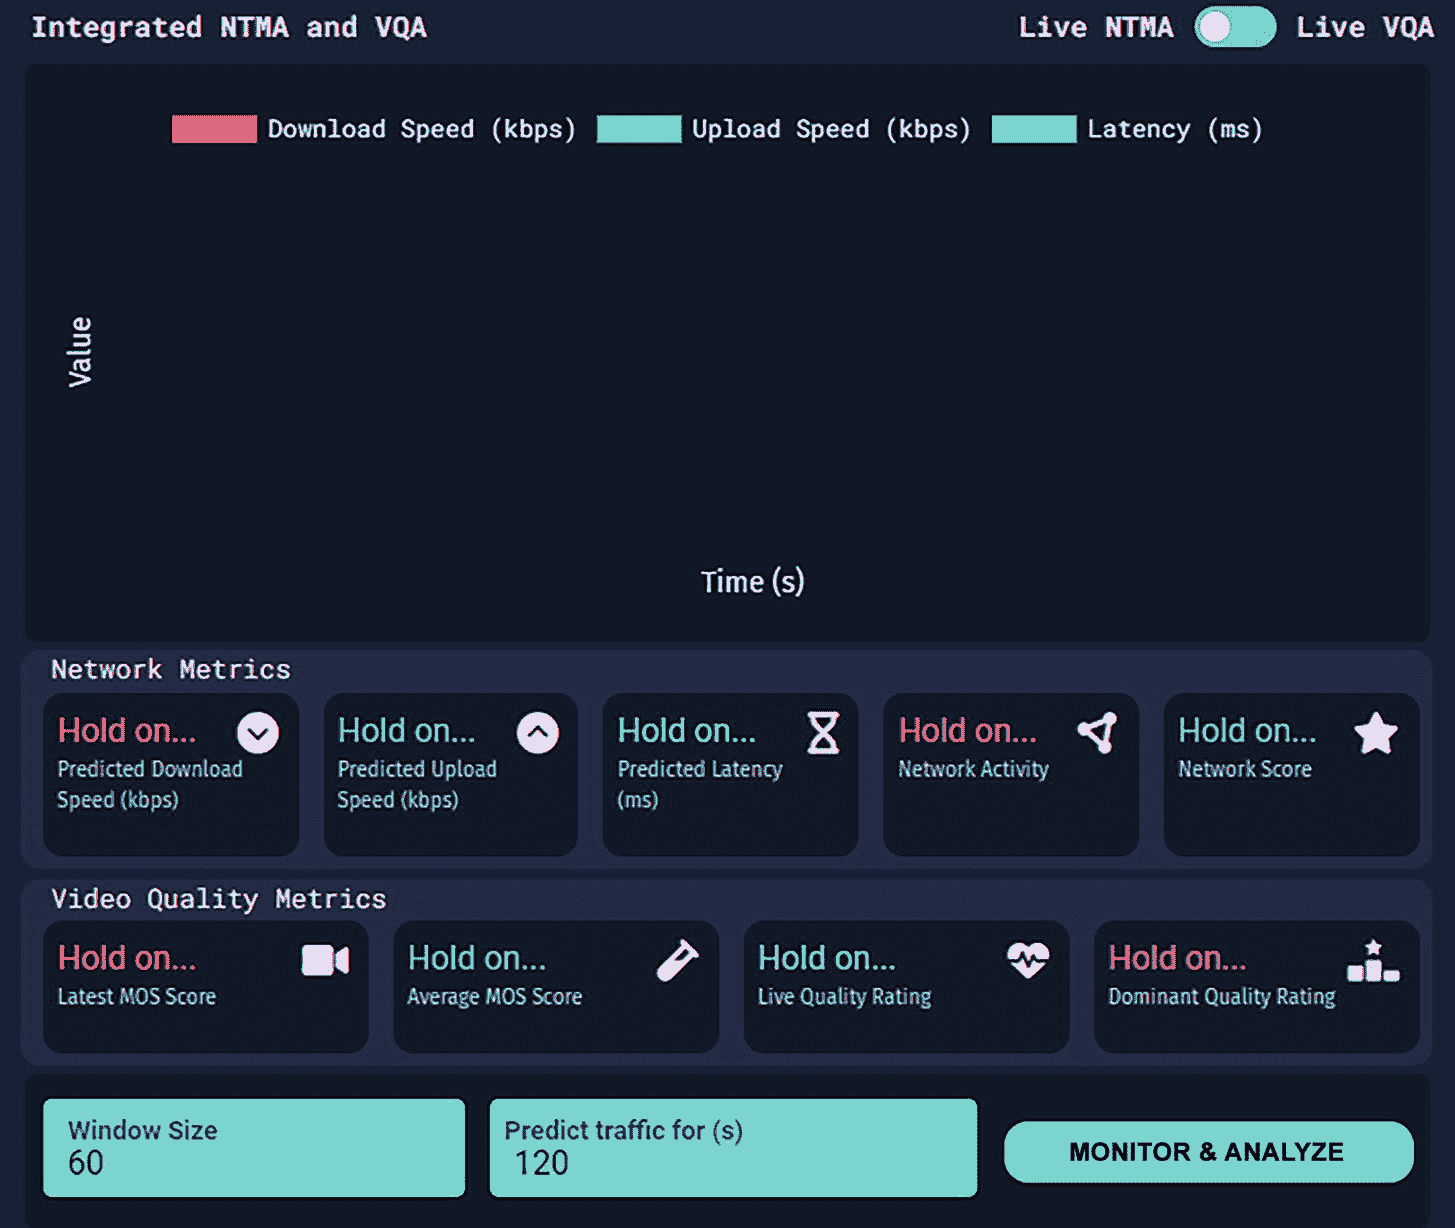 Integrated NTMA and VQA
Live NTMA
Live VQA
Download Speed (kbps)
Upload Speed (kbps)
Latency (ms)
Value
Time (s)
Network Metrics
Hold on...
Predicted Download
Speed (kbps)
Hold on...
Predicted Upload
Speed (kbps)
Hold on...
Predicted Latency
(ms)
Hold on...
Network Activity
Hold on...
Network Score
Video Quality Metrics
Hold on...
Latest MOS Score
Hold on...
Average MOS Score
Hold on...
Live Quality Rating
Hold on...
Dominant Quality Rating
Window Size
60
Predict traffic for (s)
120
MONITOR & ANALYZE